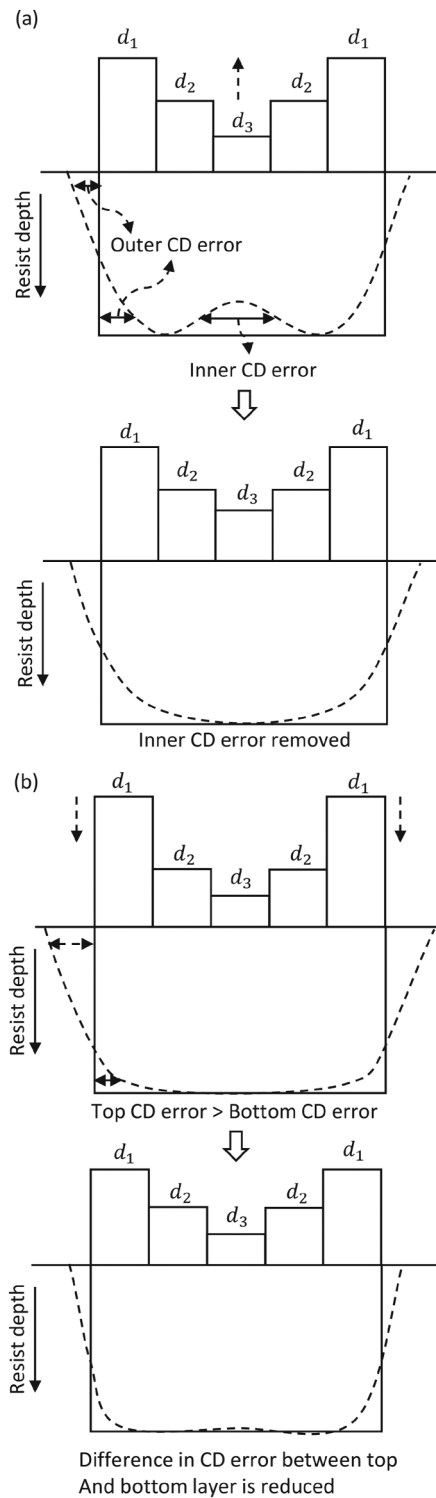 (a)
d₁ d₁
d₂ d₂
d₃
Resist depth
Outer CD error
Inner CD error
d₁ d₁
d₂ d₂
d₃
Resist depth
Inner CD error removed
(b)
d₁ d₁
d₂ d₂
d₃
Resist depth
Top CD error > Bottom CD error
d₁ d₁
d₂ d₂
d₃
Resist depth
Difference in CD error between top
And bottom layer is reduced